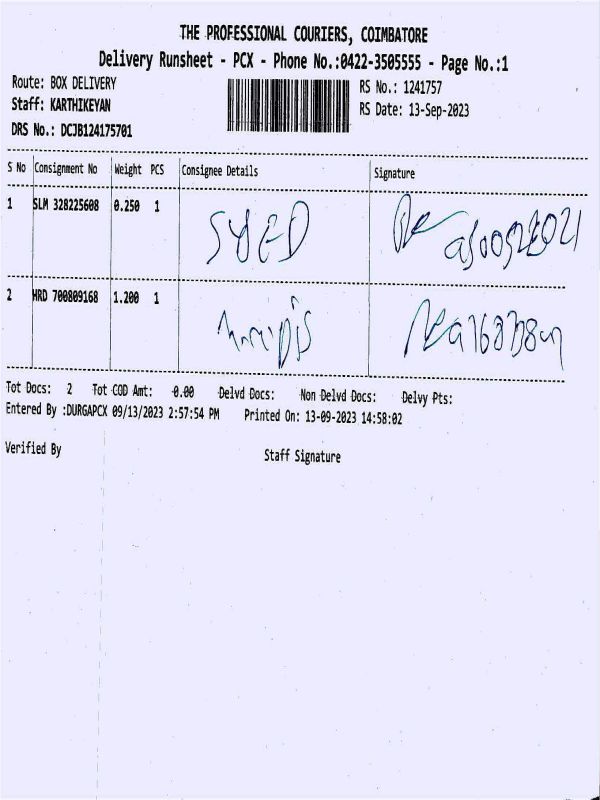 THE PROFESSIONAL COURIERS, COIMBATORE
Delivery Runsheet - PCX - Phone No.:0422-3505555 - Page No.:1
Route: BOX DELIVERY
RS No.: 1241757
Staff: KARTHIKEYAN
RS Date: 13-Sep-2023
DRS No.: DCJB124175701
S No Consignment No Weight PCS Consignee Details Signature
1 SLM 328225608 0.250 1 SYED
2 HRD 700809168 1.200 1
Tot Docs: 2 Tot COD Amt: 0.00 Delvd Docs: Non Delvd Docs: Delvy Pts:
Entered By :DURGAPCX 09/13/2023 2:57:54 PM Printed On: 13-09-2023 14:58:02
Verified By Staff Signature